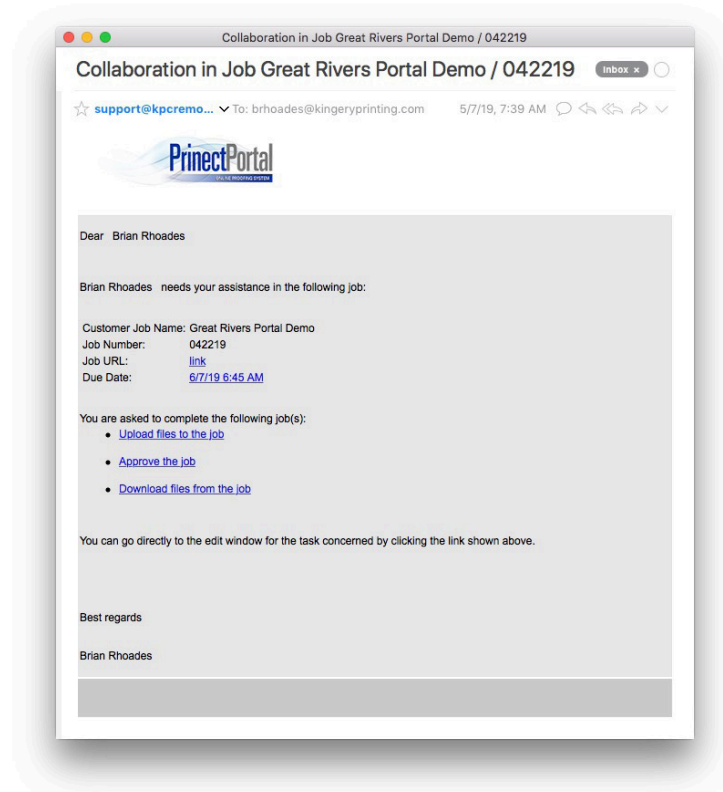 Collaboration in Job Great Rivers Portal Demo / 042219
Collaboration in Job Great Rivers Portal Demo / 042219 Inbox x
support@kpcremo... To: brhoades@kingeryprinting.com 5/7/19, 7:39 AM
PrinectPortal
ONLINE PROOFING SYSTEM
Dear Brian Rhoades
Brian Rhoades needs your assistance in the following job:
Customer Job Name: Great Rivers Portal Demo
Job Number: 042219
Job URL: link
Due Date: 6/7/19 6:45 AM
You are asked to complete the following job(s):
• Upload files to the job
• Approve the job
• Download files from the job
You can go directly to the edit window for the task concerned by clicking the link shown above.
Best regards
Brian Rhoades